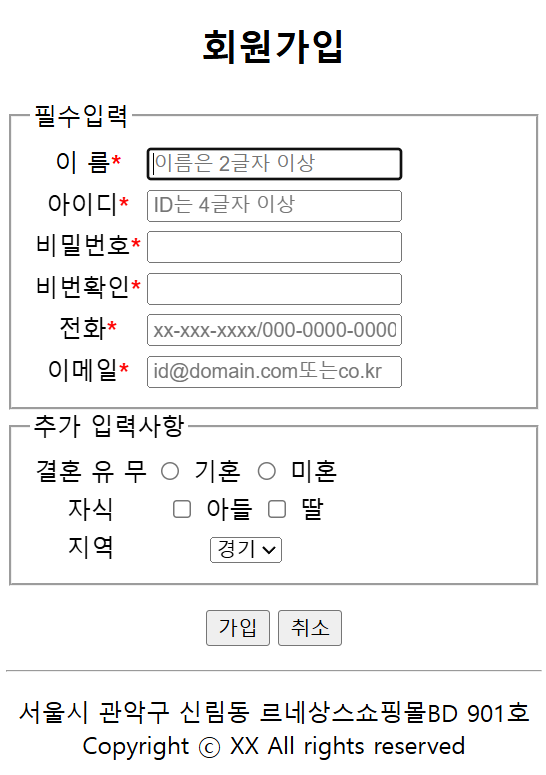 회원가입
필수입력
이 름* 이름은 2글자 이상
아이디* ID는 4글자 이상
비밀번호*
비번확인*
전화* xx-xxx-xxxx/000-0000-0000
이메일* id@domain.com또는co.kr
추가 입력사항
결혼 유 무 기혼 미혼
자식 아들 딸
지역 경기
가입 취소
서울시 관악구 신림동 르네상스쇼핑몰BD 901호
Copyright ⓒ XX All rights reserved